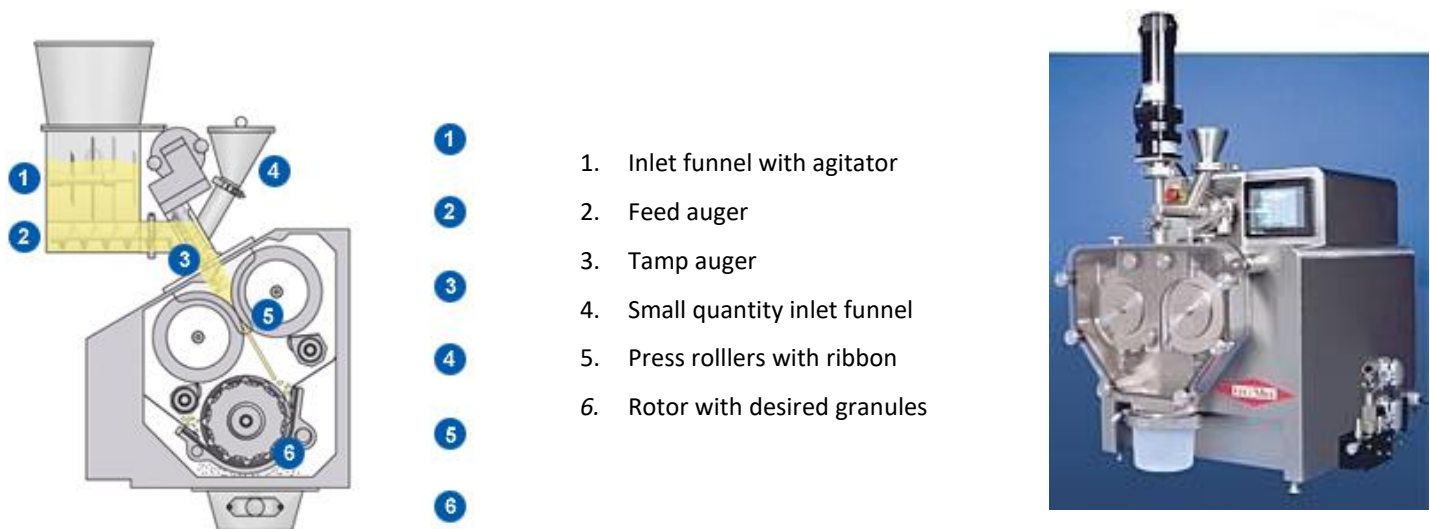 1
2
3
4
5
6
1
2
3
4
5
6
1. Inlet funnel with agitator
2. Feed auger
3. Tamp auger
4. Small quantity inlet funnel
5. Press rolllers with ribbon
6. Rotor with desired granules